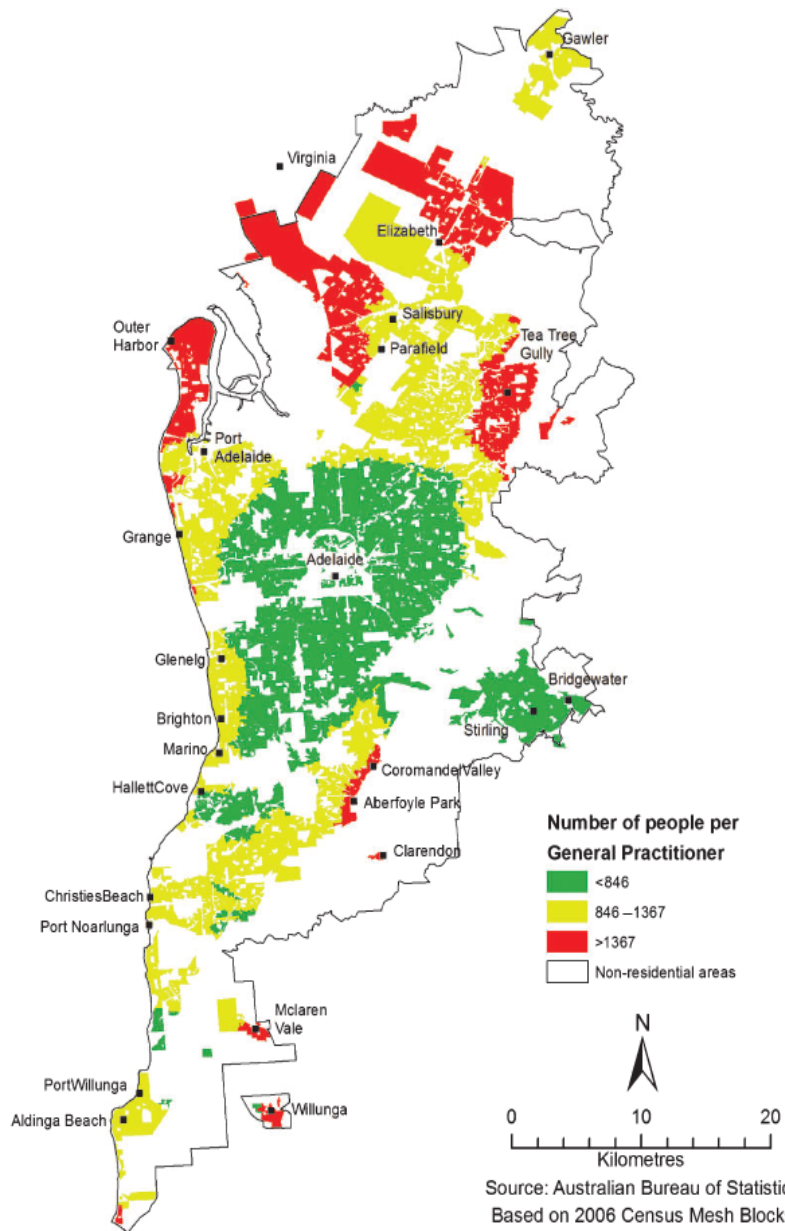 Gawler
Virginia
Elizabeth
Salisbury
Outer
Harbor
Tea Tree
Gully
Parafield
Port
Adelaide
Grange
Adelaide
Glenelg
Bridgewater
Brighton
Stirling
Marino
CoromandelValley
HallettCove
Aberfoyle Park
Clarendon
ChristiesBeach
Port Noarlunga
Mclaren
Vale
PortWillunga
Aldinga Beach
Willunga
Number of people per
General Practitioner
<846
846 –1367
>1367
Non-residential areas
N
0 10 20
Kilometres
Source: Australian Bureau of Statistic
Based on 2006 Census Mesh Block